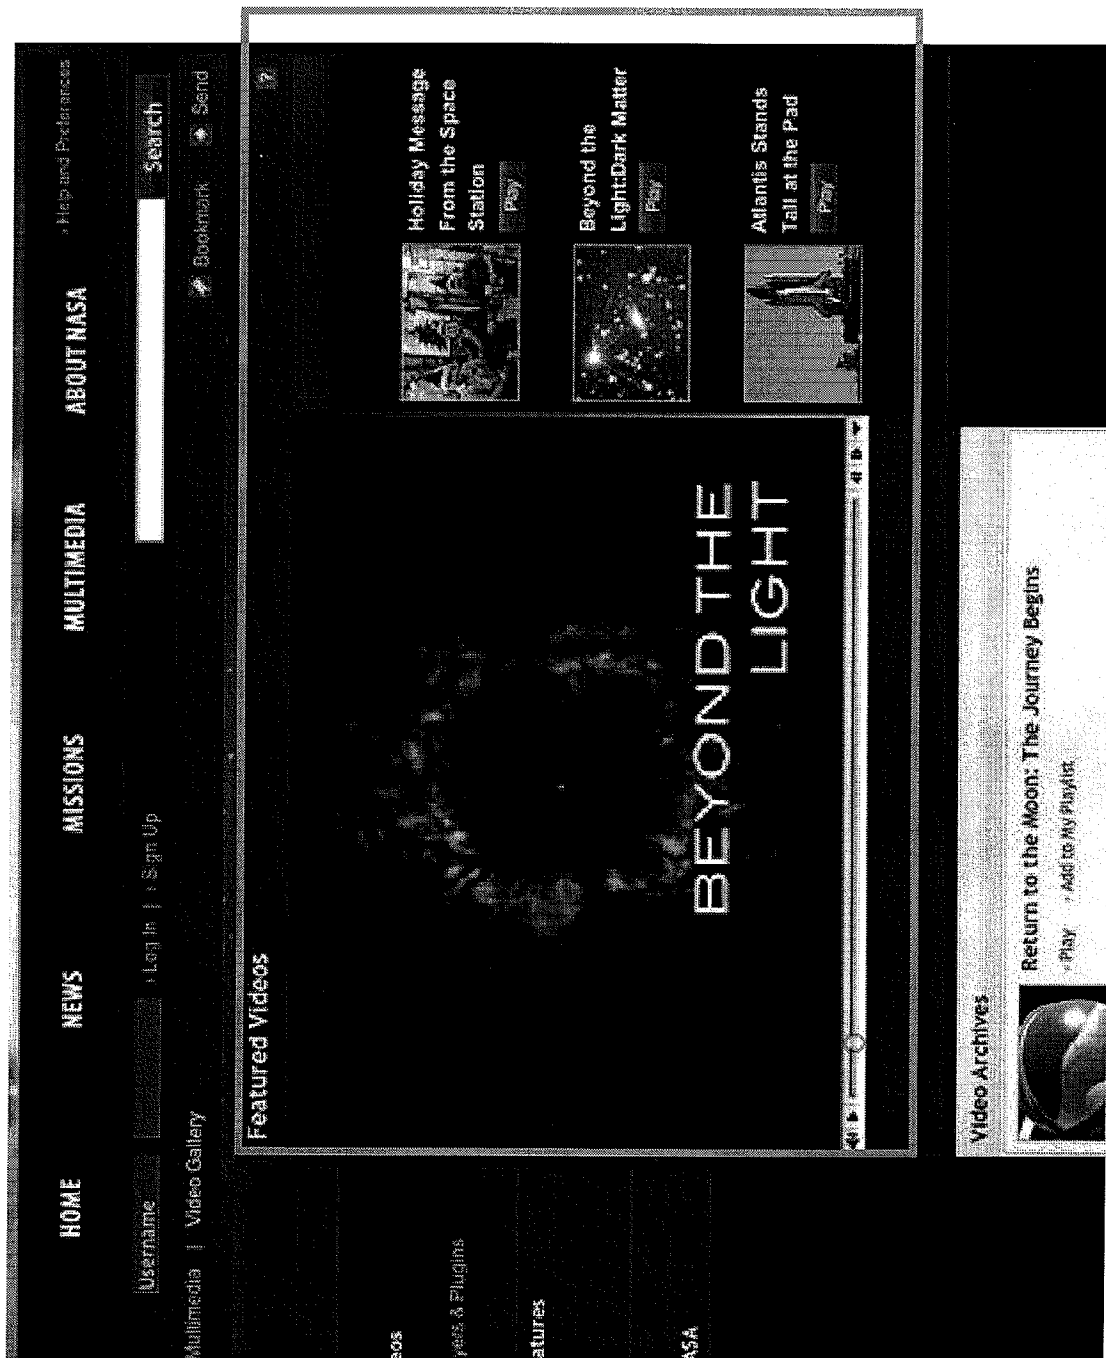 › Help and Preferences
HOME NEWS MISSIONS MULTIMEDIA ABOUT NASA
Username › Log In | › Sign Up Search
Multimedia | Video Gallery Bookmark Send
Featured Videos ?
BEYOND THE
LIGHT
Holiday Message
From the Space
Station
Play
Beyond the
Light:Dark Matter
Play
Atlantis Stands
Tall at the Pad
Play
eos
yers & Plugins
atures
ASA
Video Archives
Return to the Moon: The Journey Begins
› Play › Add to My Playlist